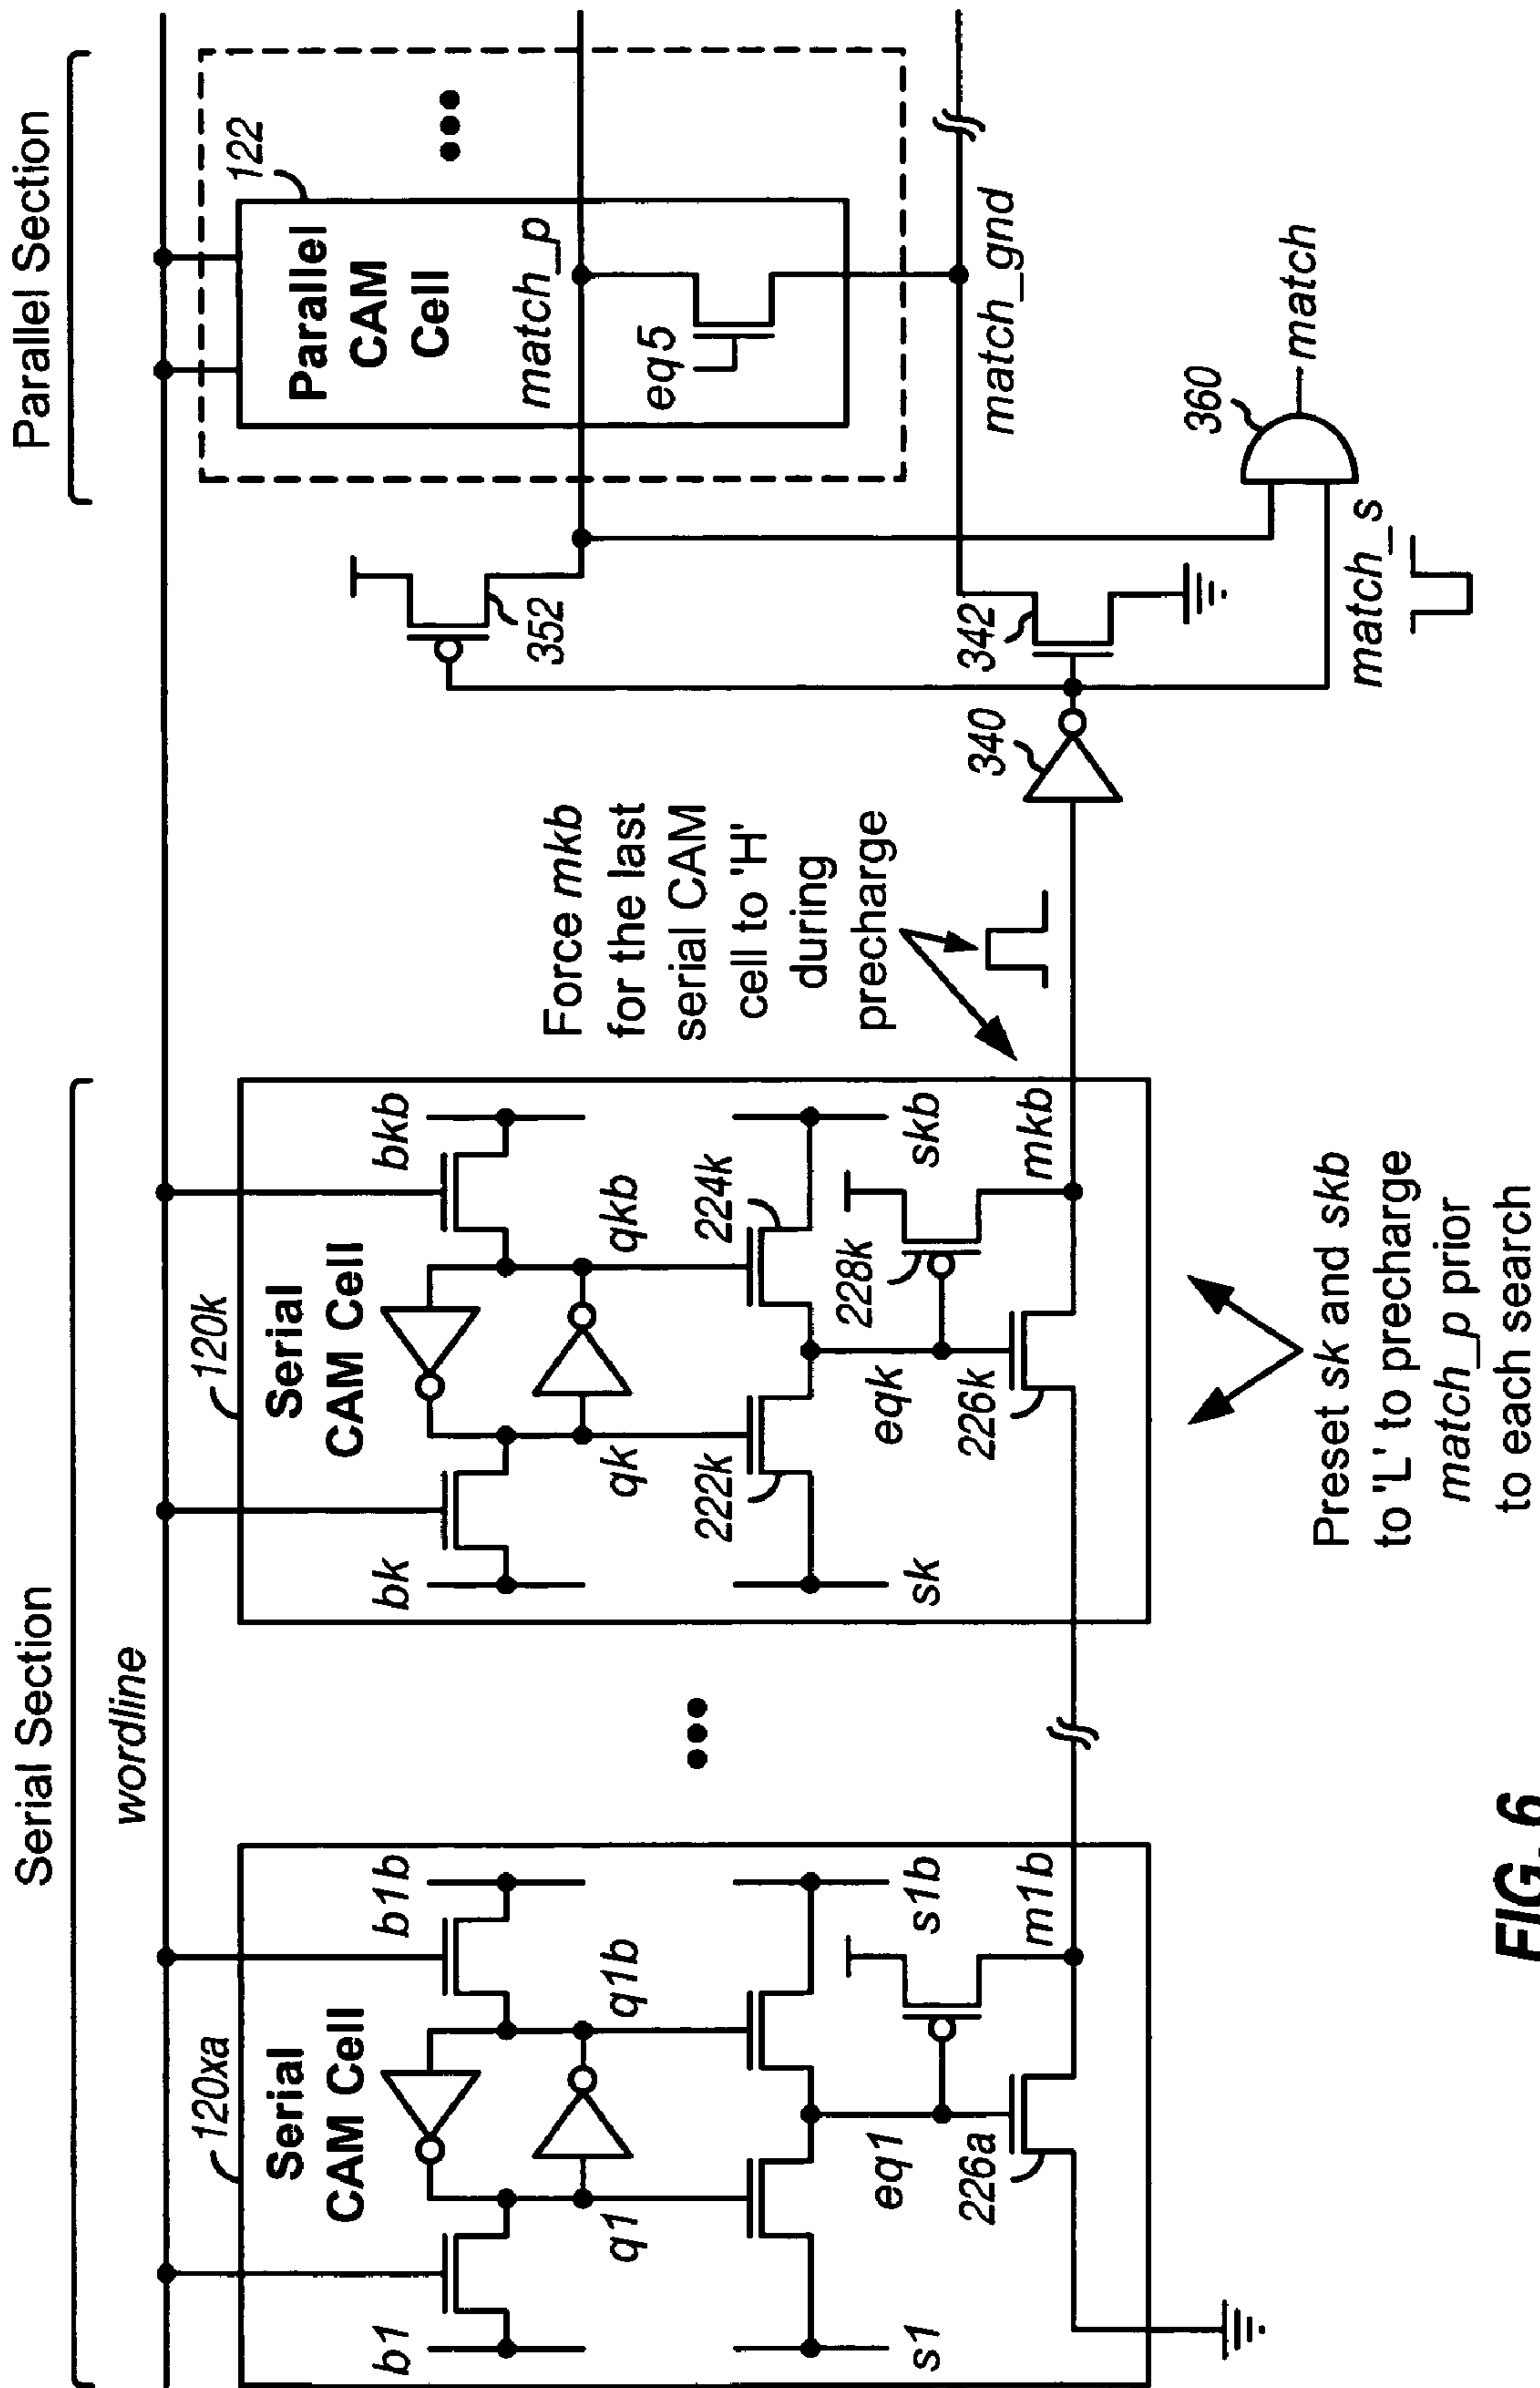 Serial Section
Parallel Section
wordline
120xa
Serial
CAM Cell
b1
b1b
q1
q1b
s1
s1b
eq1
226a
m1b
120k
Serial
CAM Cell
bk
bkb
qk
qkb
222k
224k
sk
skb
eqk
228k
226k
mkb
Force mkb
for the last
serial CAM
cell to 'H'
during
precharge
Preset sk and skb
to 'L' to precharge
match_p prior
to each search
340
342
352
122
Parallel
CAM
Cell
match_p
eq5
match_gnd
360
match
match_s
FIG. 6